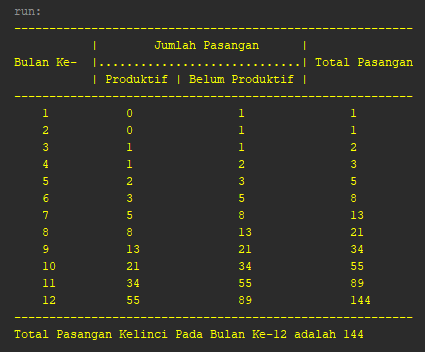 run:
---------------------------------------------------------
| Jumlah Pasangan |
Bulan Ke- |.............................| Total Pasangan
| Produktif | Belum Produktif |
---------------------------------------------------------
1 0 1 1
2 0 1 1
3 1 1 2
4 1 2 3
5 2 3 5
6 3 5 8
7 5 8 13
8 8 13 21
9 13 21 34
10 21 34 55
11 34 55 89
12 55 89 144
---------------------------------------------------------
Total Pasangan Kelinci Pada Bulan Ke-12 adalah 144